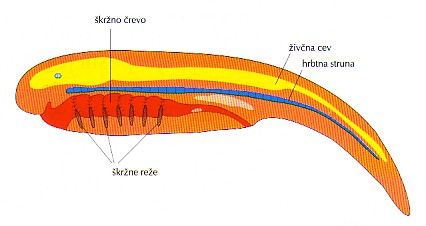 škržno črevo
živčna cev
hrbtna struna
škržne reže